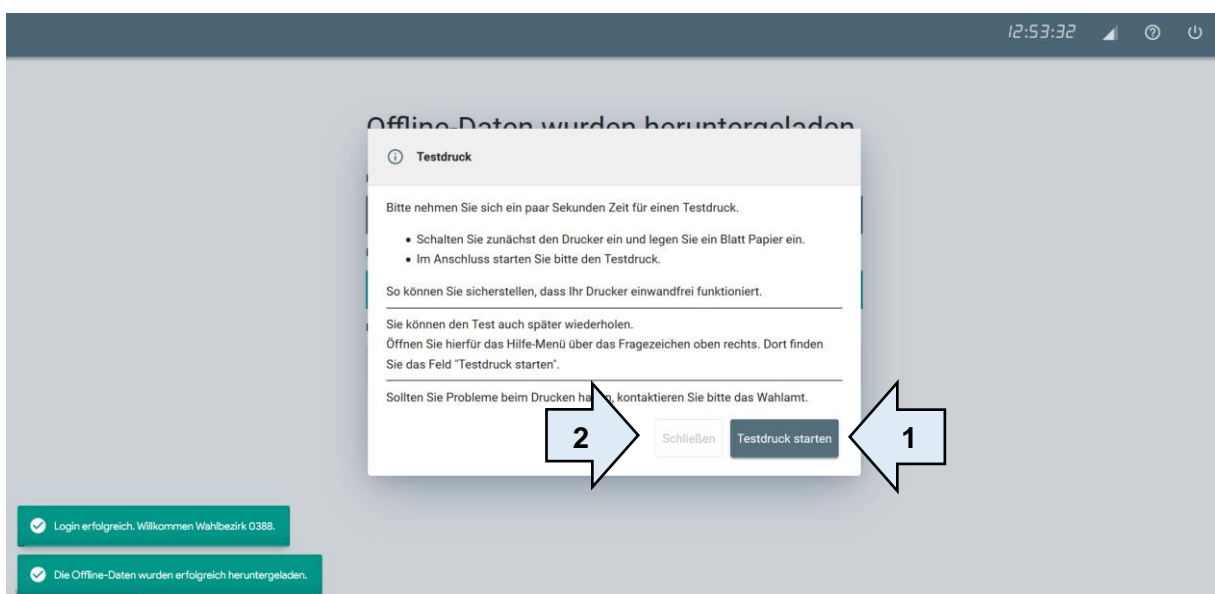 12:53:32
Offline-Daten wurden heruntergeladen
Testdruck
Bitte nehmen Sie sich ein paar Sekunden Zeit für einen Testdruck.
• Schalten Sie zunächst den Drucker ein und legen Sie ein Blatt Papier ein.
• Im Anschluss starten Sie bitte den Testdruck.
So können Sie sicherstellen, dass Ihr Drucker einwandfrei funktioniert.
Sie können den Test auch später wiederholen.
Öffnen Sie hierfür das Hilfe-Menü über das Fragezeichen oben rechts. Dort finden
Sie das Feld "Testdruck starten".
Sollten Sie Probleme beim Drucken haben, kontaktieren Sie bitte das Wahlamt.
2 Schließen Testdruck starten 1
Login erfolgreich. Willkommen Wahlbezirk 0388.
Die Offline-Daten wurden erfolgreich heruntergeladen.